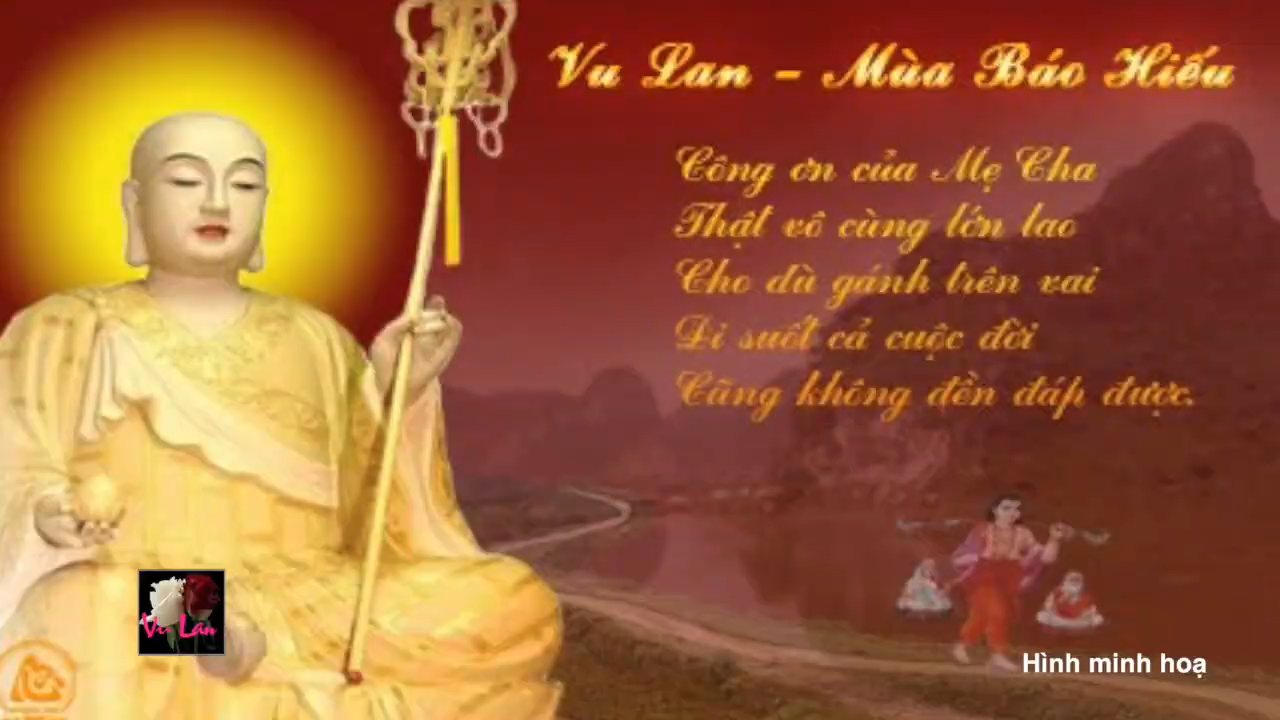 Vu Lan - Mùa Báo Hiếu
Công ơn của Mẹ Cha
Thật vô cùng lớn lao
Cho dù gánh trên vai
Đi suốt cả cuộc đời
Cũng không đền đáp được.
Vu Lan
Hình minh hoạ